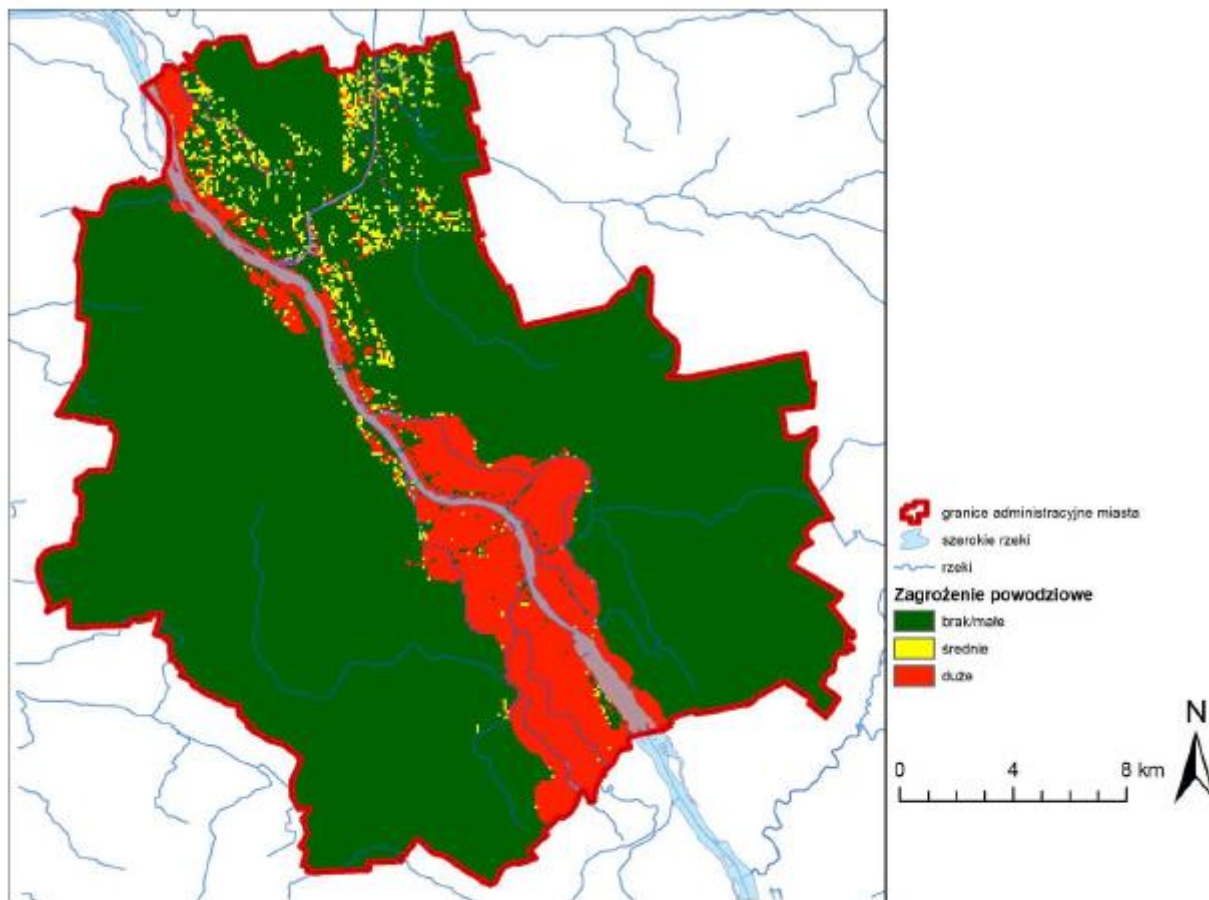 granice administracyjne miasta
szerokie rzeki
rzeki
Zagrożenie powodziowe
brak/małe
średnie
duże
N
0 4 8 km